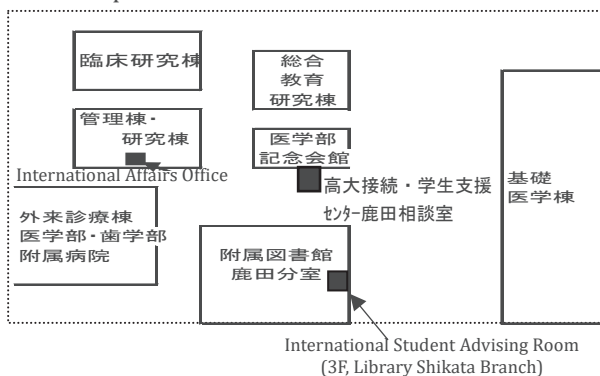 臨床研究棟
総合
教育
研究棟
管理棟・
研究棟
医学部
記念会館
International Affairs Office
高大接続・学生支援
センター鹿田相談室
基礎
医学棟
外来診療棟
医学部・歯学部
附属病院
附属図書館
鹿田分室
International Student Advising Room
(3F, Library Shikata Branch)